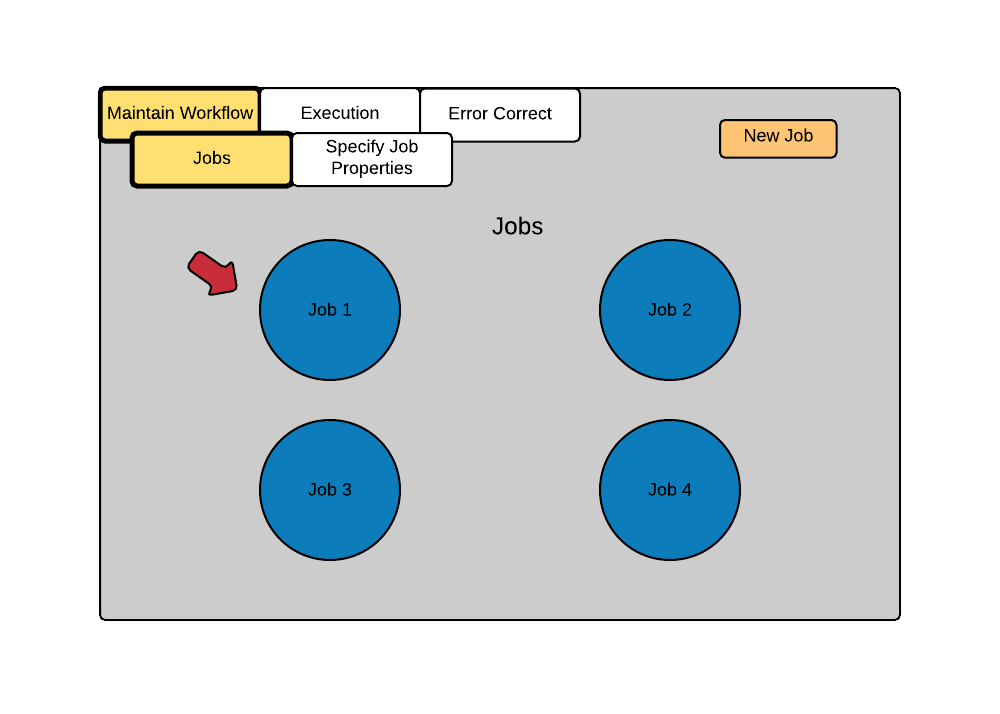 Maintain Workflow
Execution
Error Correct
New Job
Jobs
Specify Job
Properties
Jobs
Job 1
Job 2
Job 3
Job 4